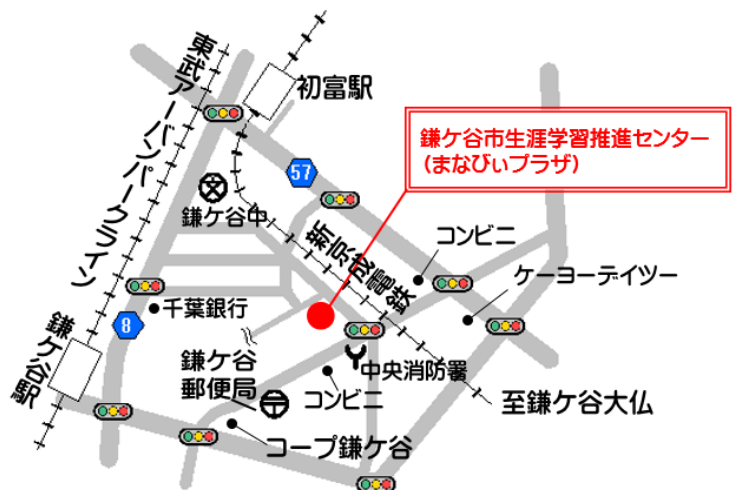 東武アーバンパークライン
初富駅
鎌ケ谷市生涯学習推進センター
(まなびぃプラザ)
57
鎌ケ谷中
新京成電鉄
コンビニ
ケーヨーデイツー
千葉銀行
8
鎌ケ谷駅
鎌ケ谷
郵便局
中央消防署
コンビニ
至鎌ケ谷大仏
コープ鎌ケ谷